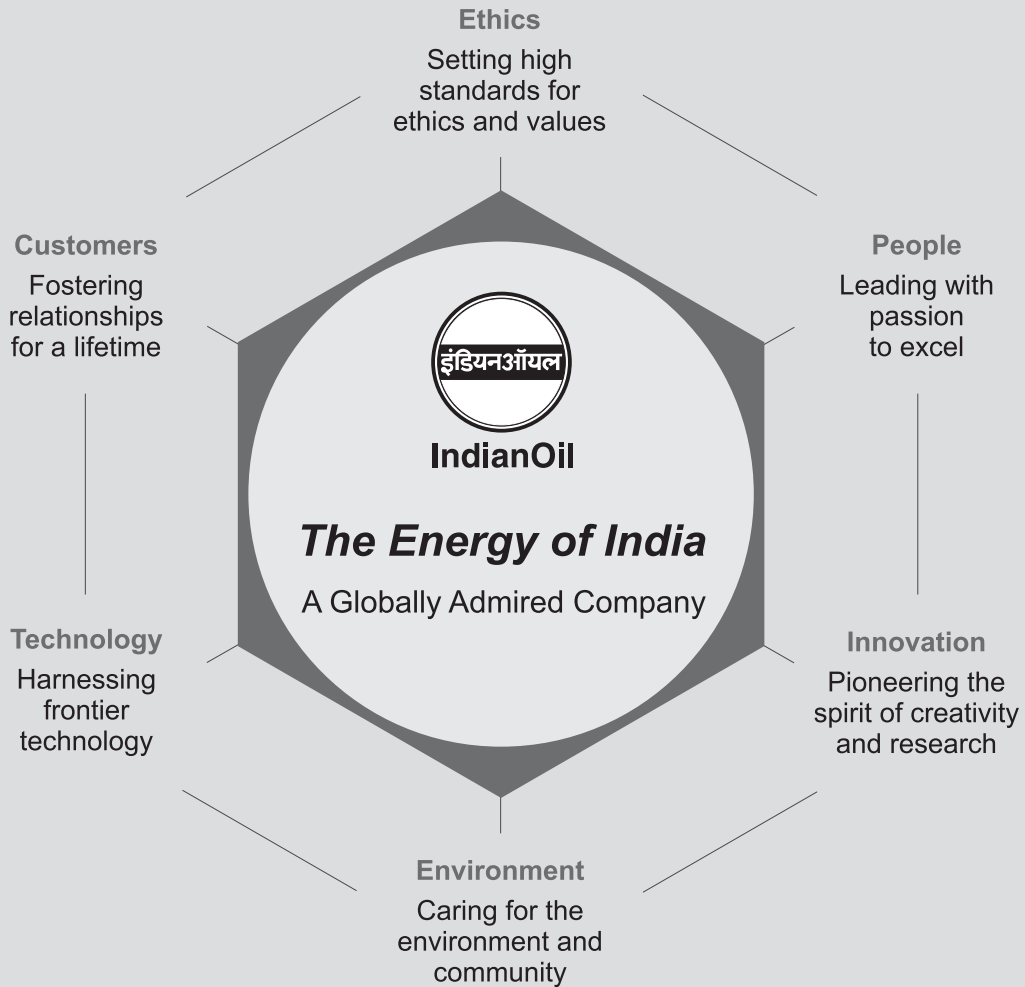 Ethics
Setting high
standards for
ethics and values
Customers
Fostering
relationships
for a lifetime
People
Leading with
passion
to excel
इंडियनऑयल
IndianOil
The Energy of India
A Globally Admired Company
Technology
Harnessing
frontier
technology
Innovation
Pioneering the
spirit of creativity
and research
Environment
Caring for the
environment and
community